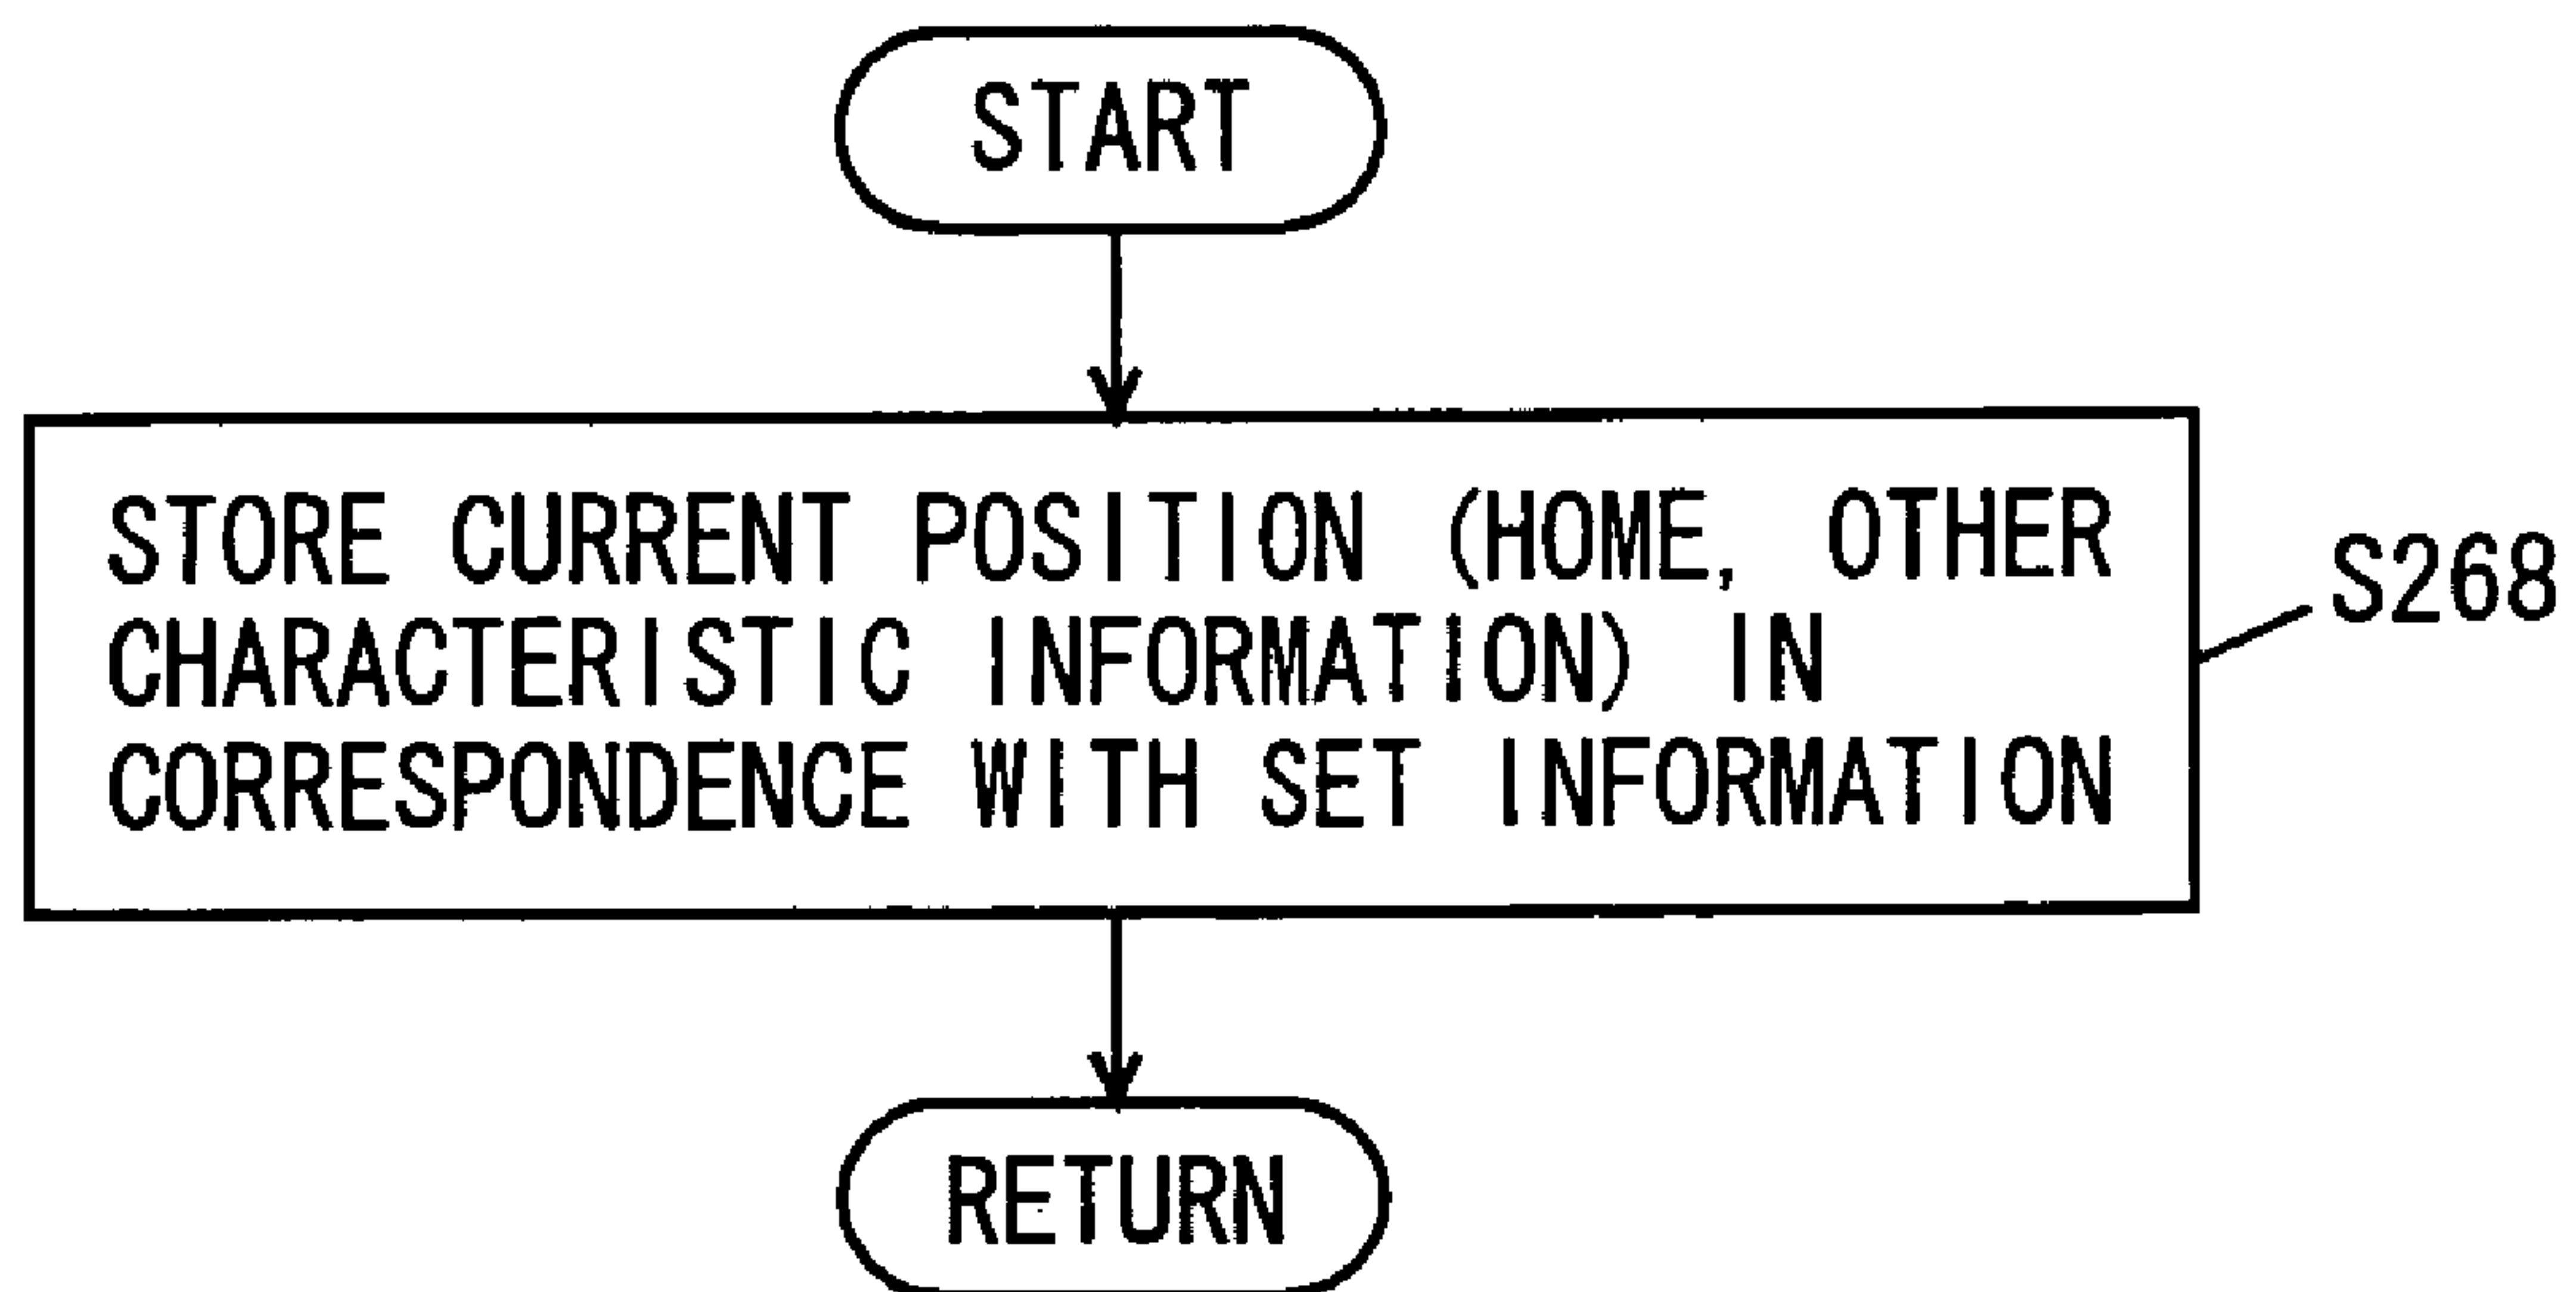 START
STORE CURRENT POSITION (HOME, OTHER
CHARACTERISTIC INFORMATION) IN
CORRESPONDENCE WITH SET INFORMATION
S268
RETURN